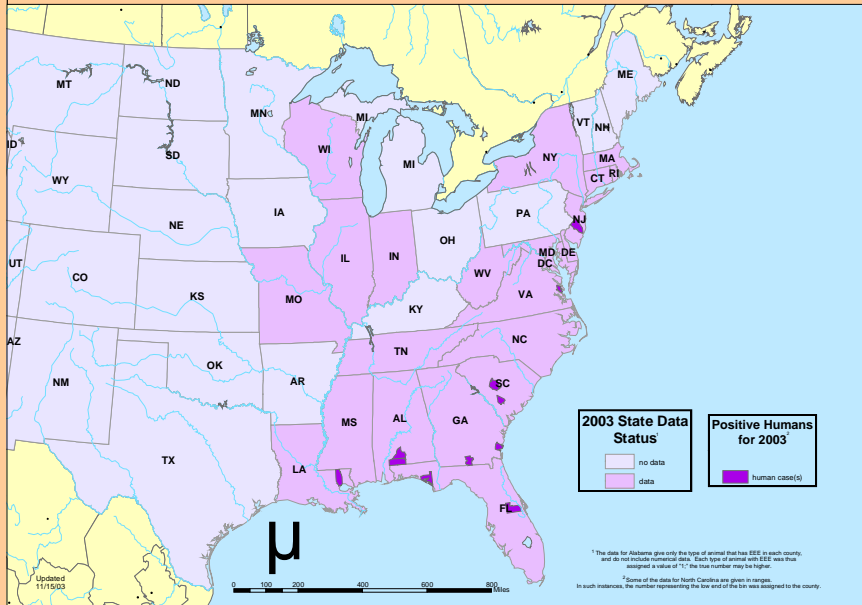 ME
MT
ND
MN
MI
VT
NH
ID
SD
WI
MI
NY
MA
CT
RI
WY
IA
PA
NJ
NE
OH
UT
CO
IL
IN
MD
DE
DC
WV
KS
MO
VA
KY
AZ
NM
OK
TN
NC
AR
SC
MS
AL
GA
TX
LA
FL
2003 State Data
Status¹
no data
data
Positive Humans
for 2003²
human case(s)
µ
Updated
11/15/03
0 100 200 400 600 800
Miles
¹ The data for Alabama give only the type of animal that has EEE in each county,
and do not include numerical data. Each type of animal with EEE was thus
assigned a value of "1;" the true number may be higher.
² Some of the data for North Carolina are given in ranges.
In such instances, the number representing the low end of the bin was assigned to the county.